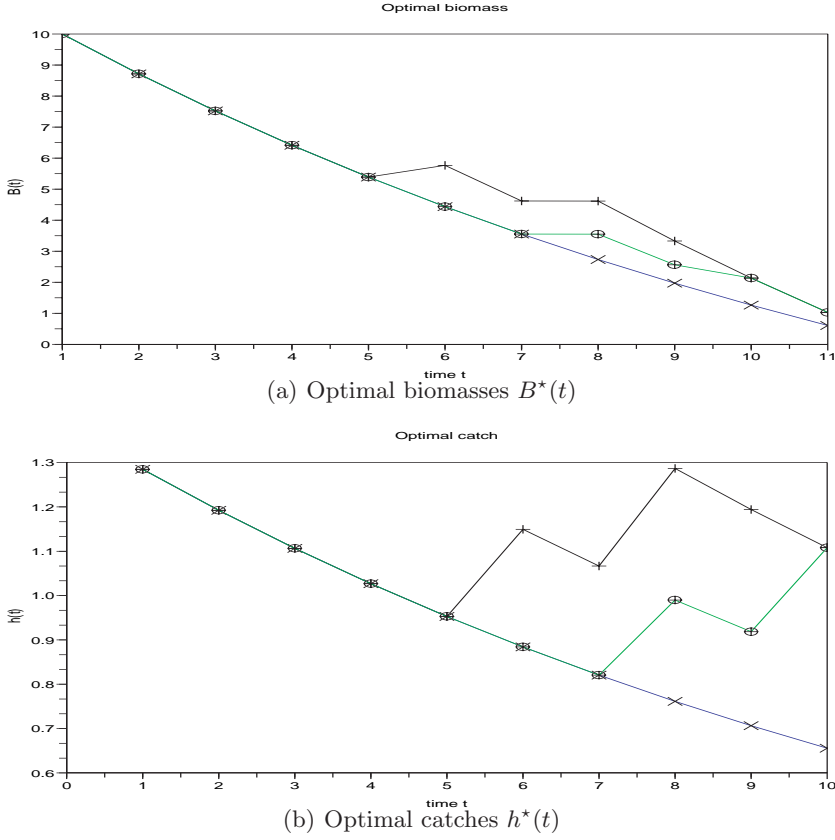 Optimal biomass
10
9
8
7
6
5
4
3
2
1
0
B(t)
1 2 3 4 5 6 7 8 9 10 11
time t
(a) Optimal biomasses B⋆(t)
Optimal catch
1.3
1.2
1.1
1.0
0.9
0.8
0.7
0.6
h(t)
0 1 2 3 4 5 6 7 8 9 10
time t
(b) Optimal catches h⋆(t)